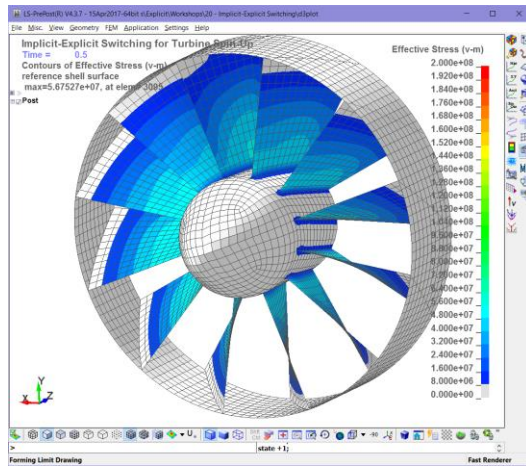 LS-PrePost(R) V4.3.7 - 15Apr2017-64bit s\Explicit\Workshops\20 - Implicit-Explicit Switching\d3plot
File Misc. View Geometry FEM Application Settings Help
Implicit-Explicit Switching for Turbine Spin-Up
Time = 0.5
Contours of Effective Stress (v-m)
reference shell surface
max=5.67527e+07, at elem# 3085
Post
Effective Stress (v-m)
2.000e+08
1.920e+08
1.840e+08
1.760e+08
1.680e+08
1.600e+08
1.520e+08
1.440e+08
1.360e+08
1.280e+08
1.200e+08
1.120e+08
1.040e+08
9.600e+07
8.800e+07
8.000e+07
7.200e+07
6.400e+07
5.600e+07
4.800e+07
4.000e+07
3.200e+07
2.400e+07
1.600e+07
8.000e+06
0.000e+00
Y
X
Z
>
state +1;
Forming Limit Drawing
Fast Renderer